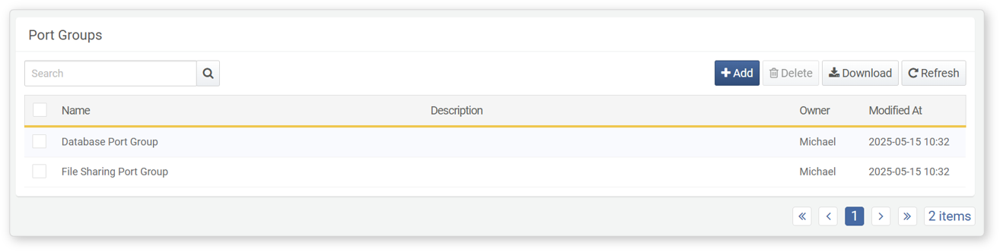 Port Groups
Search Add Delete Download Refresh
Name Description Owner Modified At
Database Port Group Michael 2025-05-15 10:32
File Sharing Port Group Michael 2025-05-15 10:32
« ‹ 1 › » 2 items